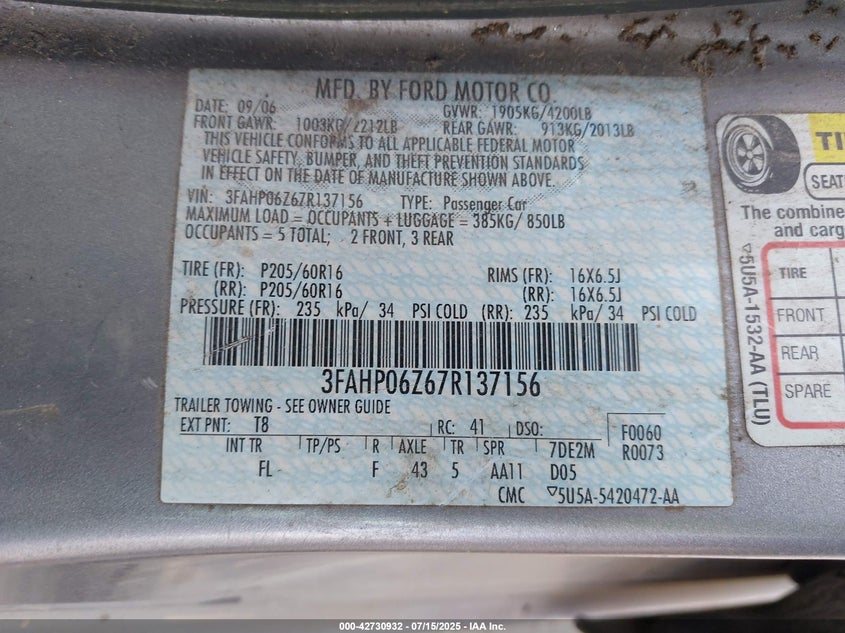 MFD. BY FORD MOTOR CO.
DATE: 09/06
GVWR: 1905KG/4200LB
FRONT GAWR: 1003KG/2212LB
REAR GAWR: 913KG/2013LB
THIS VEHICLE CONFORMS TO ALL APPLICABLE FEDERAL MOTOR
VEHICLE SAFETY, BUMPER, AND THEFT PREVENTION STANDARDS
IN EFFECT ON THE DATE OF MANUFACTURE SHOWN ABOVE.
VIN: 3FAHP06Z67R137156 TYPE: Passenger Car
MAXIMUM LOAD = OCCUPANTS + LUGGAGE = 385KG/ 850LB
OCCUPANTS = 5 TOTAL; 2 FRONT, 3 REAR
TIRE (FR): P205/60R16 RIMS (FR): 16X6.5J
(RR): P205/60R16 (RR): 16X6.5J
PRESSURE (FR): 235 kPa/ 34 PSI COLD (RR): 235 kPa/ 34 PSI COLD
3FAHP06Z67R137156
TRAILER TOWING - SEE OWNER GUIDE
EXT PNT: T8 RC: 41 DSO: F0060
INT TR TP/PS R AXLE TR SPR 7DE2M R0073
FL F 43 5 AA11 D05
CMC ▽5U5A-5420472-AA
SEAT
The combine
and carg
TIRE
FRONT
REAR
SPARE
▽5U5A-1532-AA (TLU)
000-42730932 - 07/15/2025 - IAA Inc.